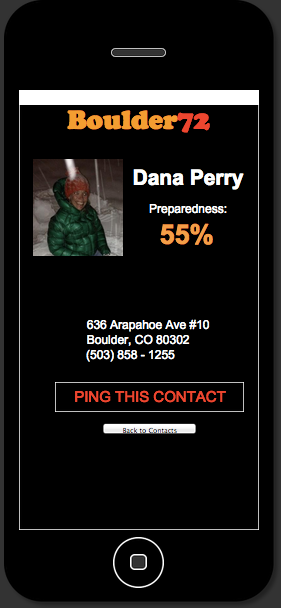 Boulder72
Dana Perry
Preparedness:
55%
636 Arapahoe Ave #10
Boulder, CO 80302
(503) 858 - 1255
PING THIS CONTACT
Back to Contacts